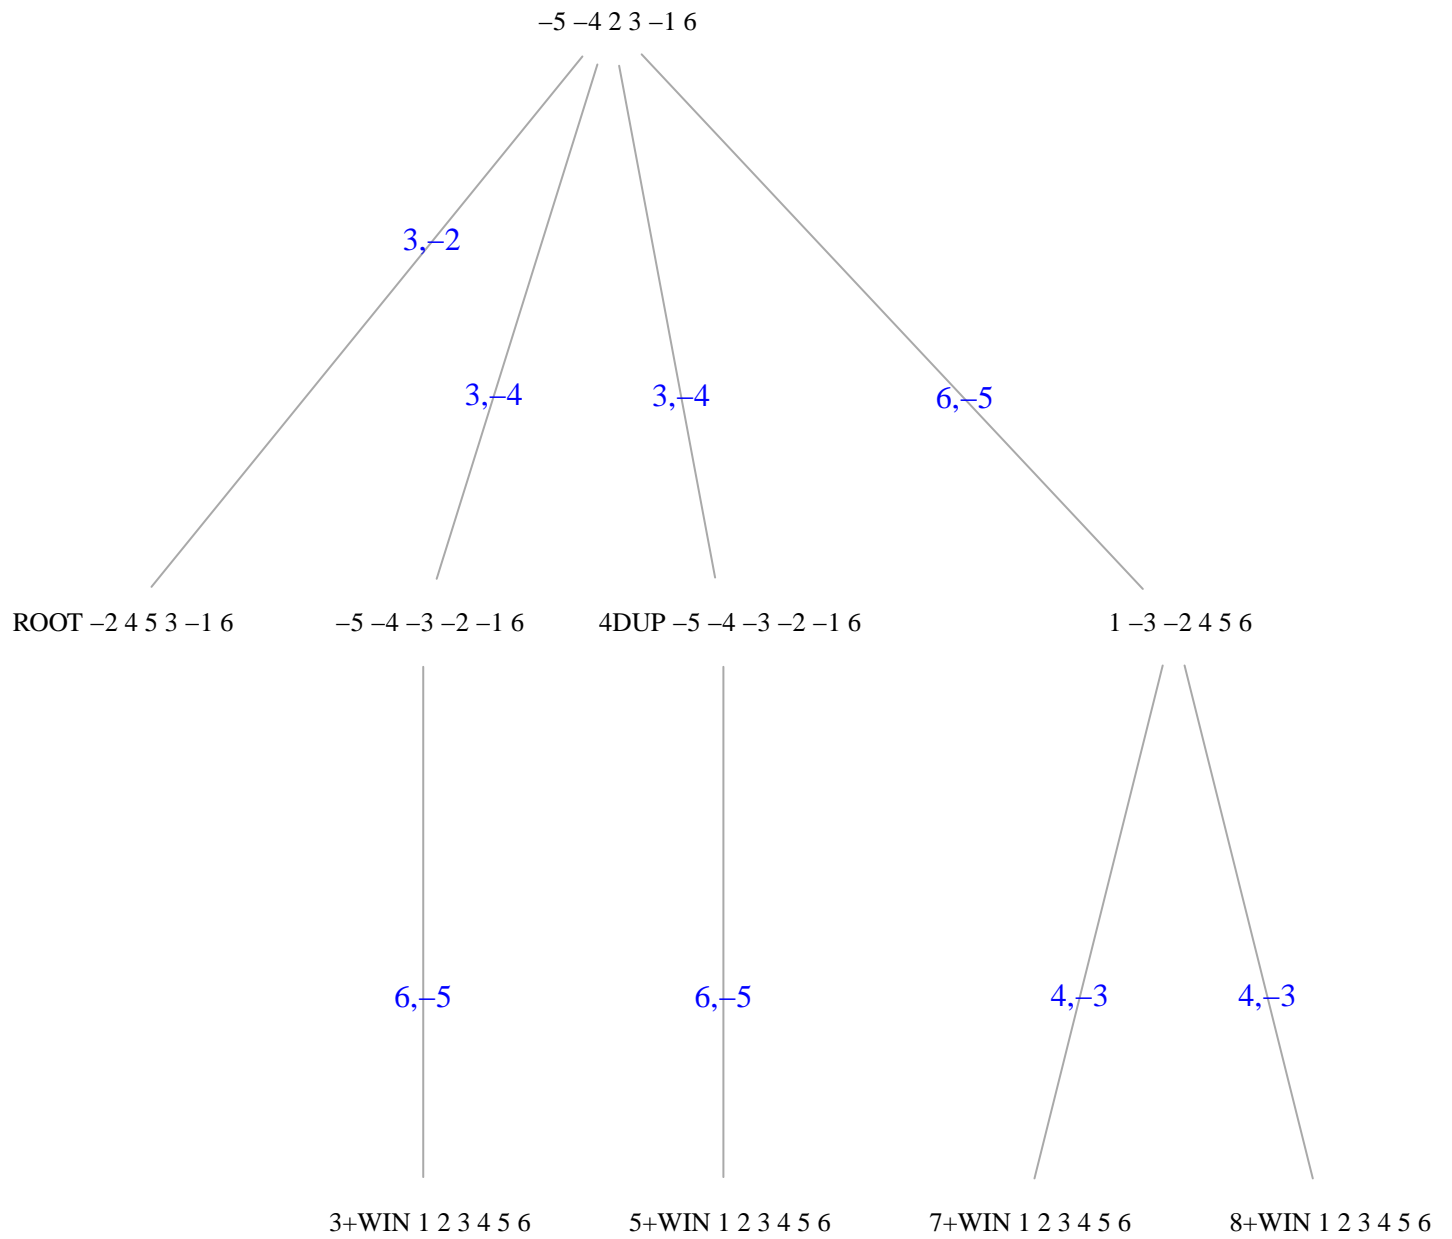 –5 –4 2 3 –1 6
3,–2
3,–4
3,–4
6,–5
ROOT –2 4 5 3 –1 6
–5 –4 –3 –2 –1 6
4DUP –5 –4 –3 –2 –1 6
1 –3 –2 4 5 6
6,–5
6,–5
4,–3
4,–3
3+WIN 1 2 3 4 5 6
5+WIN 1 2 3 4 5 6
7+WIN 1 2 3 4 5 6
8+WIN 1 2 3 4 5 6